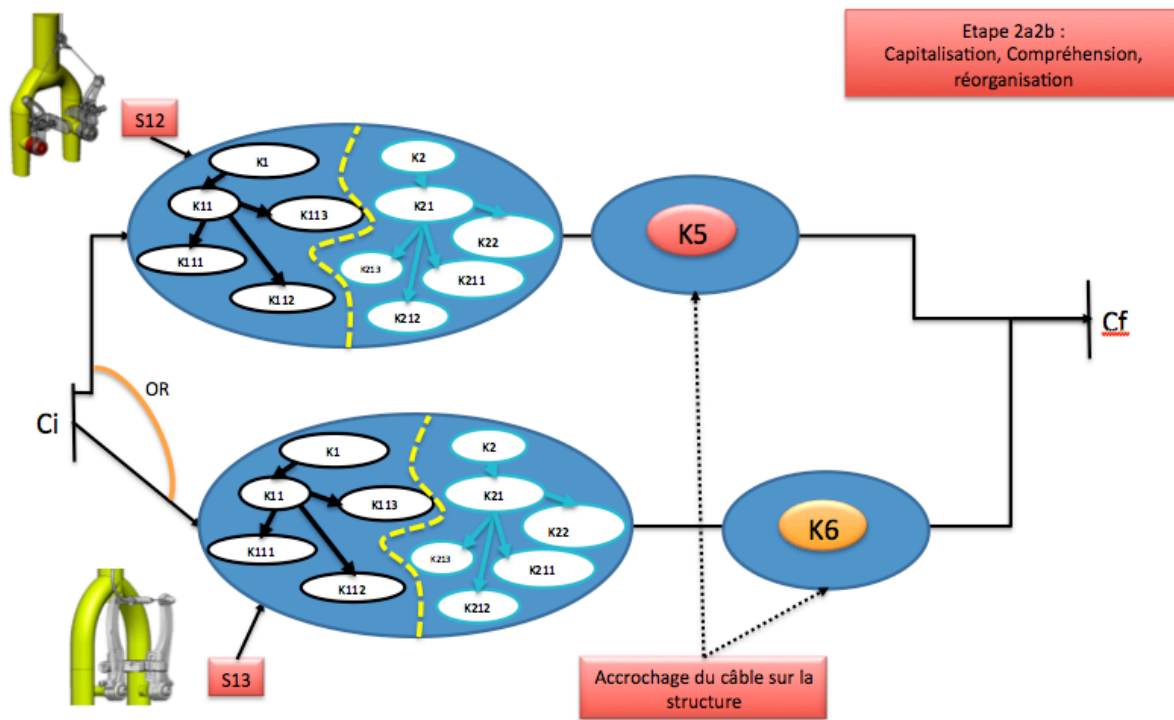 Etape 2a2b :
Capitalisation, Compréhension,
réorganisation
S12
K1
K11
K113
K111
K112
K2
K21
K22
K213
K211
K212
K5
Cf
OR
Ci
K1
K11
K113
K111
K112
K2
K21
K22
K213
K211
K212
K6
S13
Accrochage du câble sur la
structure